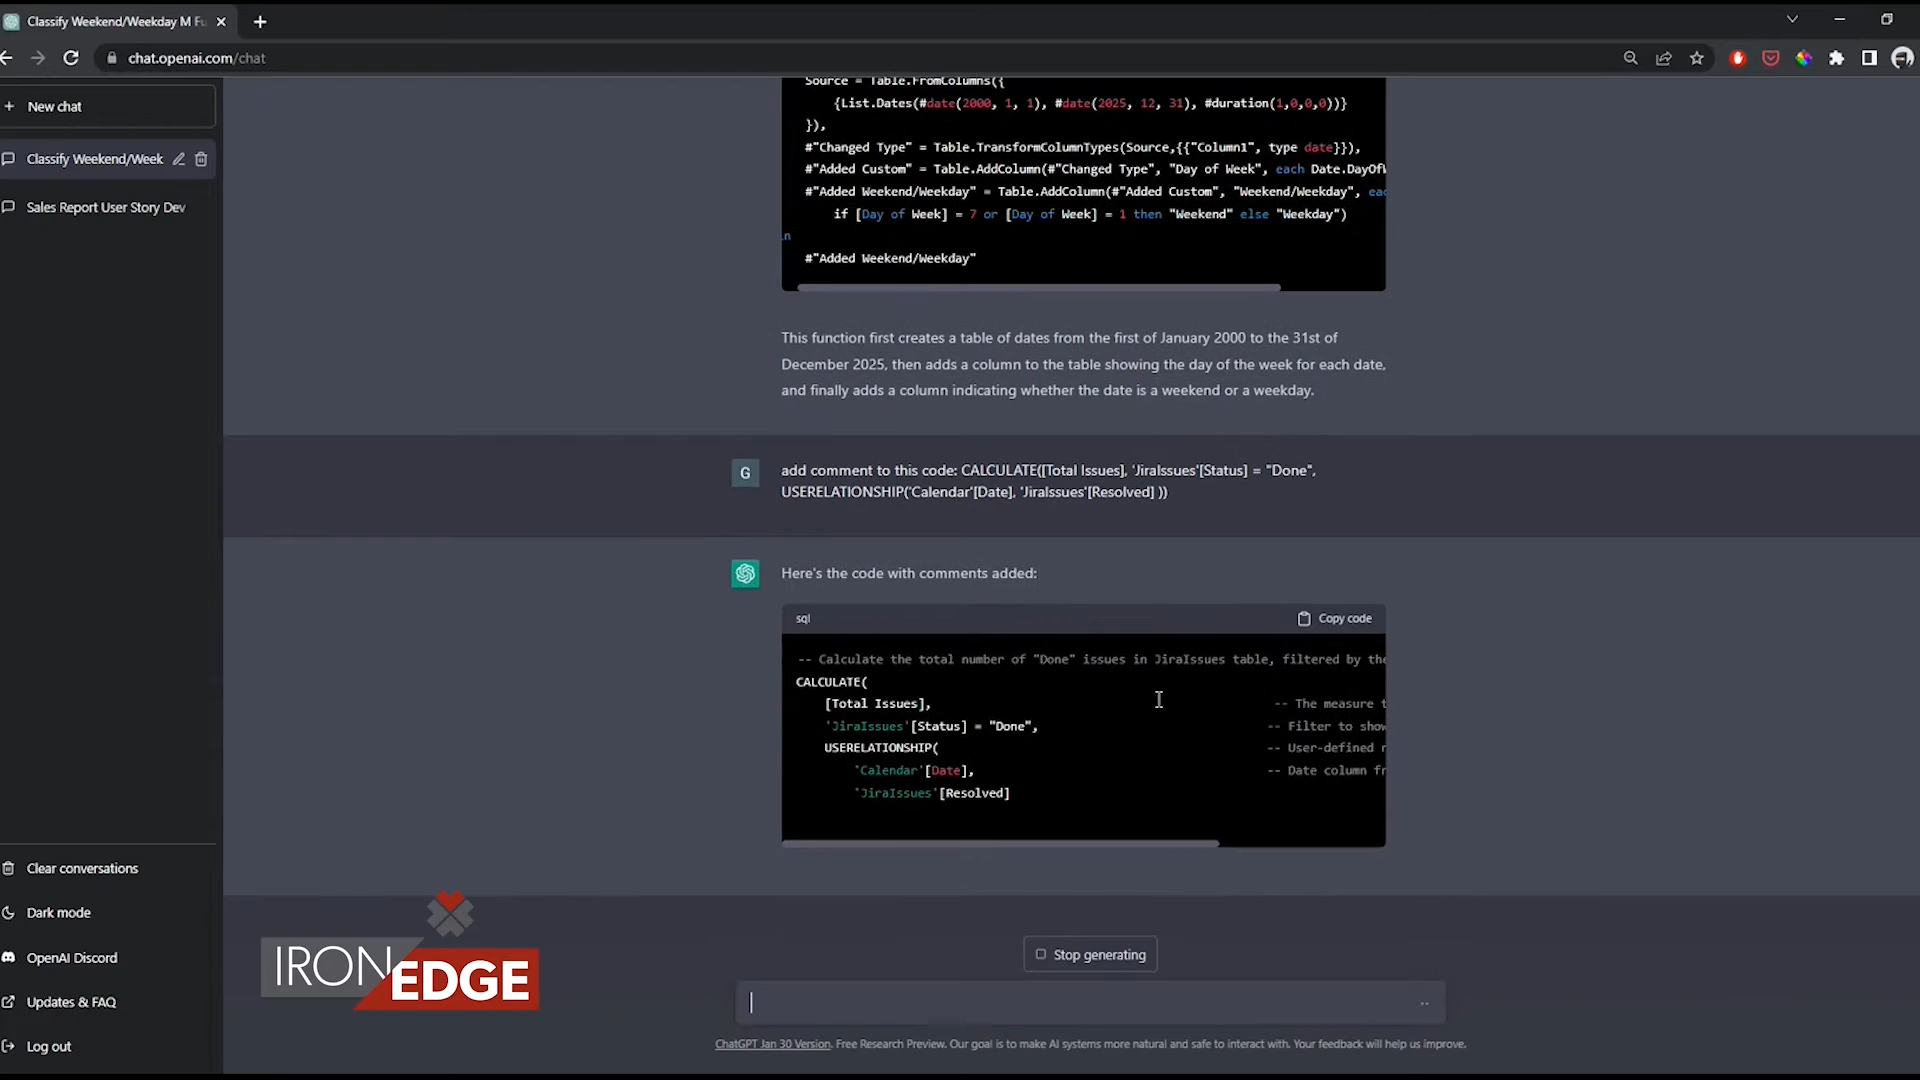 Classify Weekend/Weekday M Fu
chat.openai.com/chat
New chat
Classify Weekend/Week
Sales Report User Story Dev
Source = Table.FromColumns({
{List.Dates(#date(2000, 1, 1), #date(2025, 12, 31), #duration(1,0,0,0))}
}),
#"Changed Type" = Table.TransformColumnTypes(Source,{{"Column1", type date}}),
#"Added Custom" = Table.AddColumn(#"Changed Type", "Day of Week", each Date.DayOfW
#"Added Weekend/Weekday" = Table.AddColumn(#"Added Custom", "Weekend/Weekday", eac
if [Day of Week] = 7 or [Day of Week] = 1 then "Weekend" else "Weekday")
in
#"Added Weekend/Weekday"
This function first creates a table of dates from the first of January 2000 to the 31st of
December 2025, then adds a column to the table showing the day of the week for each date,
and finally adds a column indicating whether the date is a weekend or a weekday.
G
add comment to this code: CALCULATE([Total Issues], 'JiraIssues'[Status] = "Done",
USERELATIONSHIP('Calendar'[Date], 'JiraIssues'[Resolved] ))
Here's the code with comments added:
sql
Copy code
-- Calculate the total number of "Done" issues in JiraIssues table, filtered by the
CALCULATE(
[Total Issues], -- The measure t
'JiraIssues'[Status] = "Done", -- Filter to show
USERELATIONSHIP( -- User-defined r
'Calendar'[Date], -- Date column fr
'JiraIssues'[Resolved]
Clear conversations
Dark mode
OpenAI Discord
Updates & FAQ
Log out
IRON
EDGE
Stop generating
ChatGPT Jan 30 Version. Free Research Preview. Our goal is to make AI systems more natural and safe to interact with. Your feedback will help us improve.